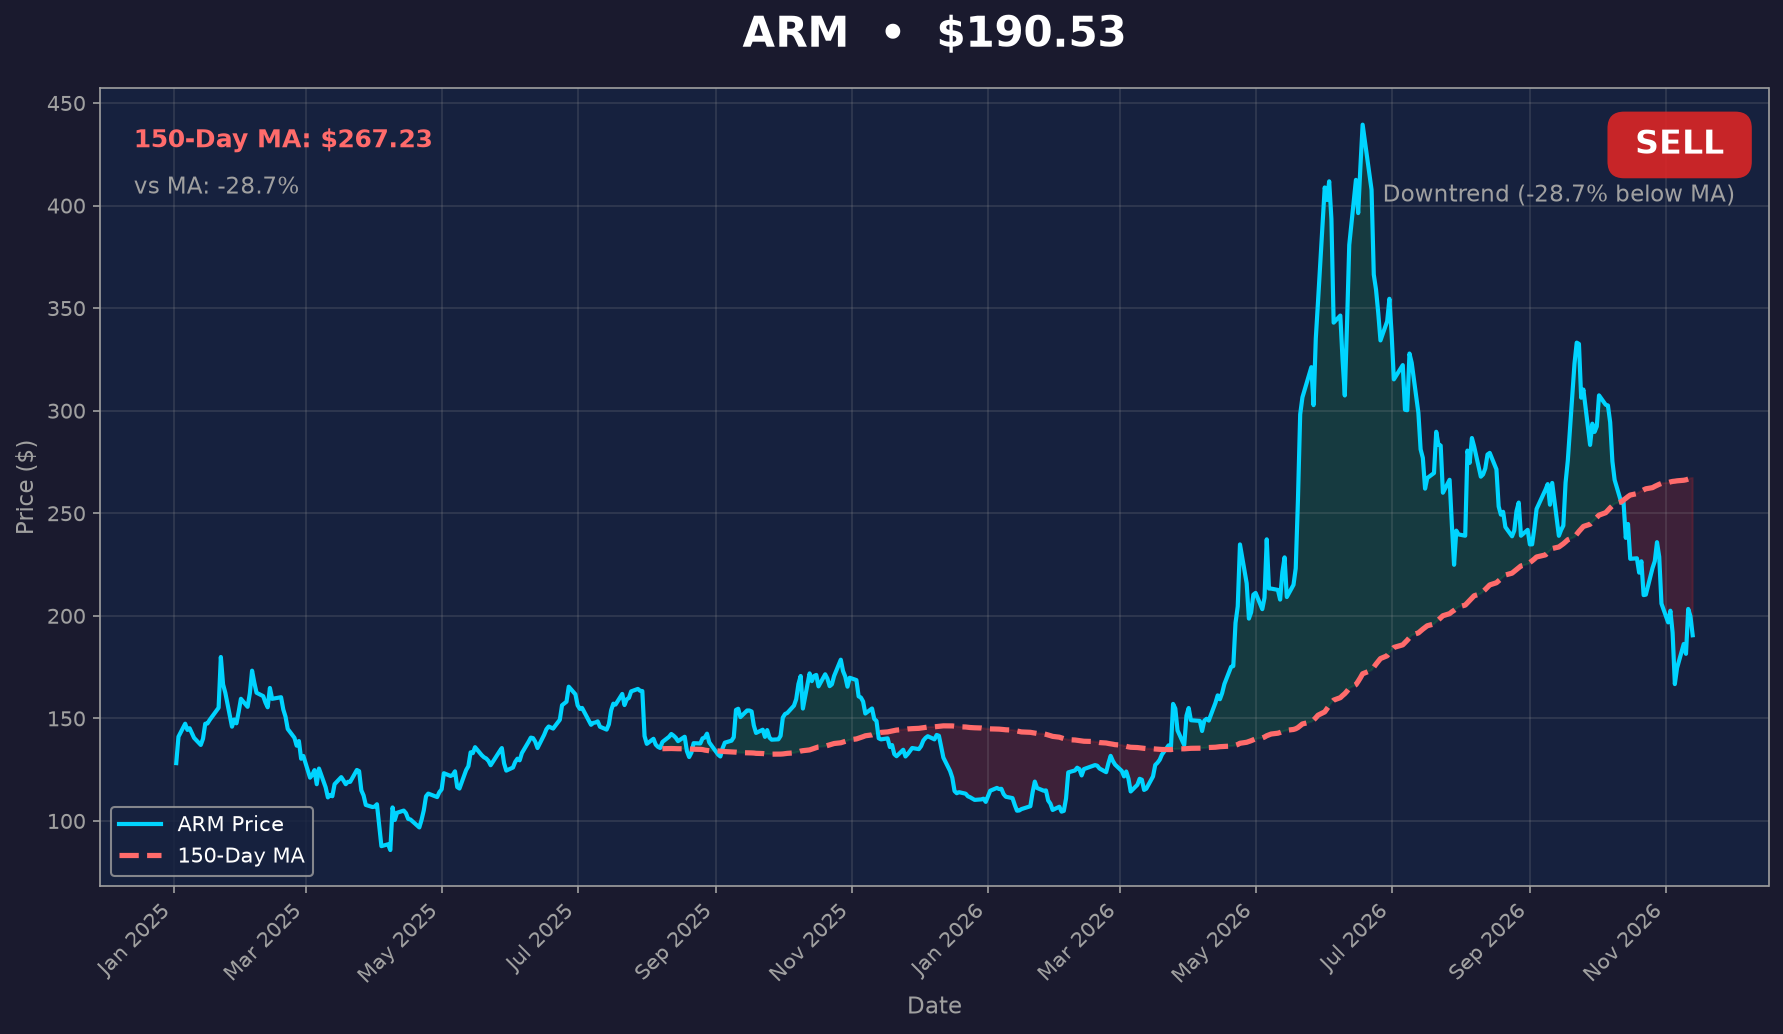 ARM • $190.53
150-Day MA: $267.23
vs MA: -28.7%
SELL
Downtrend (-28.7% below MA)
Price ($)
450
400
350
300
250
200
150
100
ARM Price
150-Day MA
Jan 2025
Mar 2025
May 2025
Jul 2025
Sep 2025
Nov 2025
Jan 2026
Mar 2026
May 2026
Jul 2026
Sep 2026
Nov 2026
Date